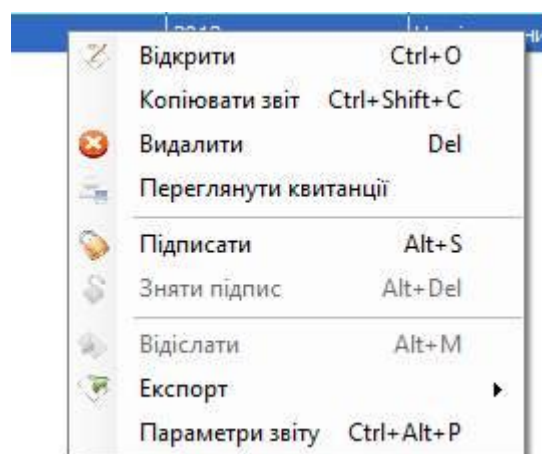 Відкрити Ctrl+O
Копіювати звіт Ctrl+Shift+C
Видалити Del
Переглянути квитанції
Підписати Alt+S
Зняти підпис Alt+Del
Відіслати Alt+M
Експорт
Параметри звіту Ctrl+Alt+P